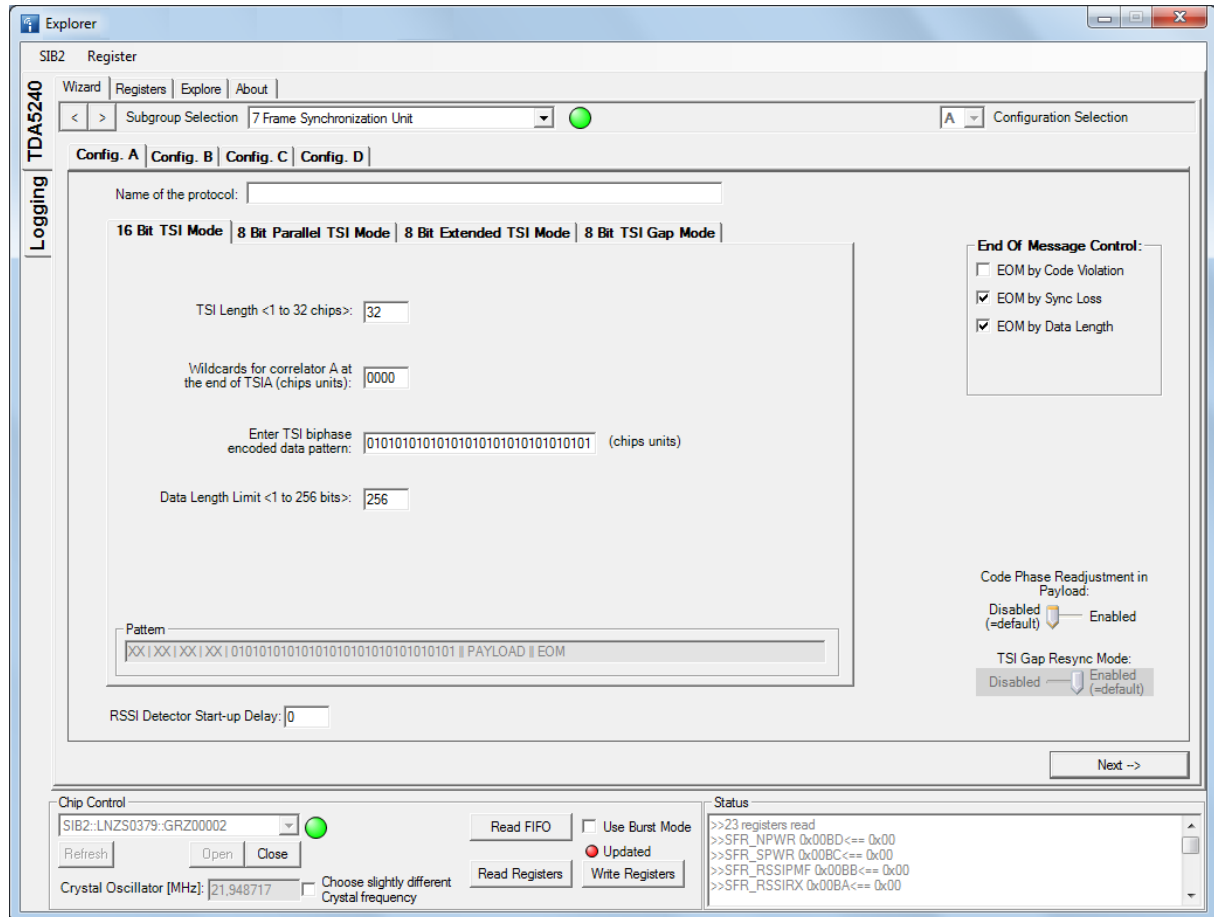 Explorer
SIB2 Register
TDA5240
Logging
Wizard Registers Explore About
< > Subgroup Selection 7 Frame Synchronization Unit A Configuration Selection
Config. A Config. B Config. C Config. D
Name of the protocol:
16 Bit TSI Mode 8 Bit Parallel TSI Mode 8 Bit Extended TSI Mode 8 Bit TSI Gap Mode
TSI Length <1 to 32 chips>: 32
Wildcards for correlator A at
the end of TSIA (chips units): 0000
Enter TSI biphase
encoded data pattern: 01010101010101010101010101010101 (chips units)
Data Length Limit <1 to 256 bits>: 256
Pattern
XX | XX | XX | XX | 01010101010101010101010101010101 || PAYLOAD || EOM
RSSI Detector Start-up Delay: 0
End Of Message Control:
EOM by Code Violation
EOM by Sync Loss
EOM by Data Length
Code Phase Readjustment in
Payload:
Disabled
(=default) Enabled
TSI Gap Resync Mode:
Disabled Enabled
(=default)
Next -->
Chip Control
SIB2::LNZS0379::GRZ00002
Refresh Open Close
Crystal Oscillator [MHz]: 21,948717 Choose slightly different
Crystal frequency
Read FIFO Use Burst Mode
Updated
Read Registers Write Registers
Status
>>23 registers read
>>SFR_NPWR 0x00BD<== 0x00
>>SFR_SPWR 0x00BC<== 0x00
>>SFR_RSSIPMF 0x00BB<== 0x00
>>SFR_RSSIRX 0x00BA<== 0x00